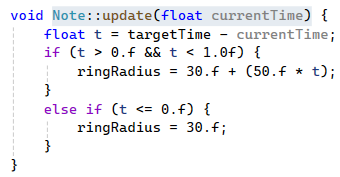 void Note::update(float currentTime) {
    float t = targetTime - currentTime;
    if (t > 0.f && t < 1.0f) {
        ringRadius = 30.f + (50.f * t);
    }
    else if (t <= 0.f) {
        ringRadius = 30.f;
    }
}